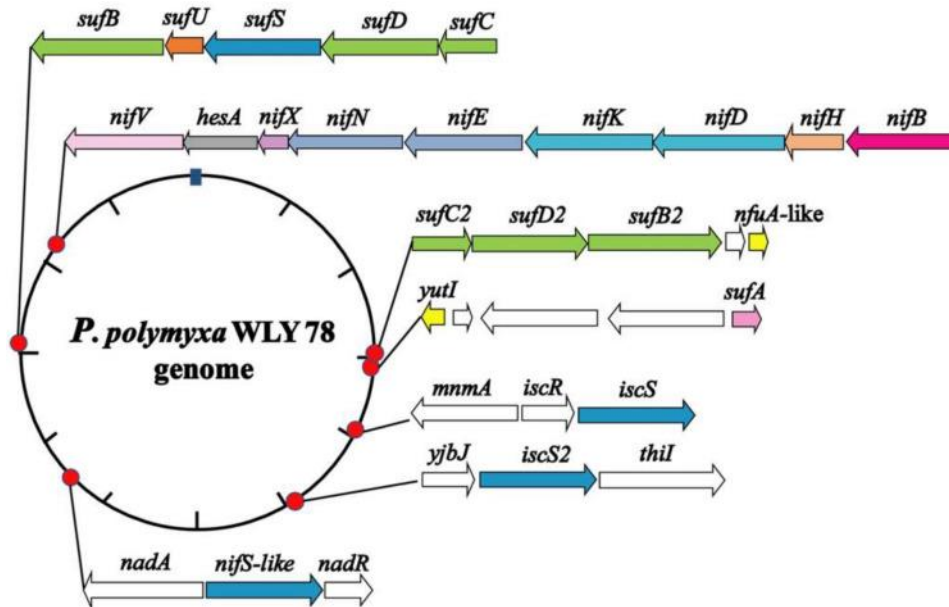 sufB sufU sufS sufD sufC
nifV hesA nifX nifN nifE nifK nifD nifH nifB
sufC2 sufD2 sufB2 nfuA-like
yutI sufA
P. polymyxa WLY 78
genome
mnmA iscR iscS
yjbJ iscS2 thiI
nadA nifS-like nadR